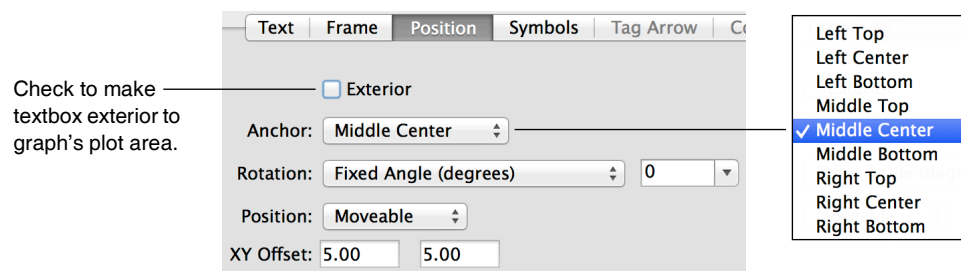 Text Frame Position Symbols Tag Arrow
Check to make
textbox exterior to
graph's plot area.
Exterior
Anchor: Middle Center
Rotation: Fixed Angle (degrees) 0
Position: Moveable
XY Offset: 5.00 5.00
Left Top
Left Center
Left Bottom
Middle Top
✓ Middle Center
Middle Bottom
Right Top
Right Center
Right Bottom